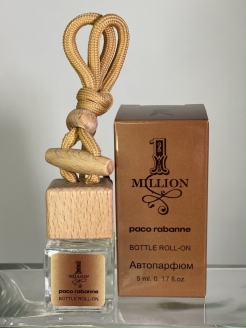 1
MILLION
paco rabanne
BOTTLE ROLL-ON
Автопарфюм
5 ml. 0. 17 fl.oz.
1
MILLION
paco rabanne
BOTTLE ROLL-ON